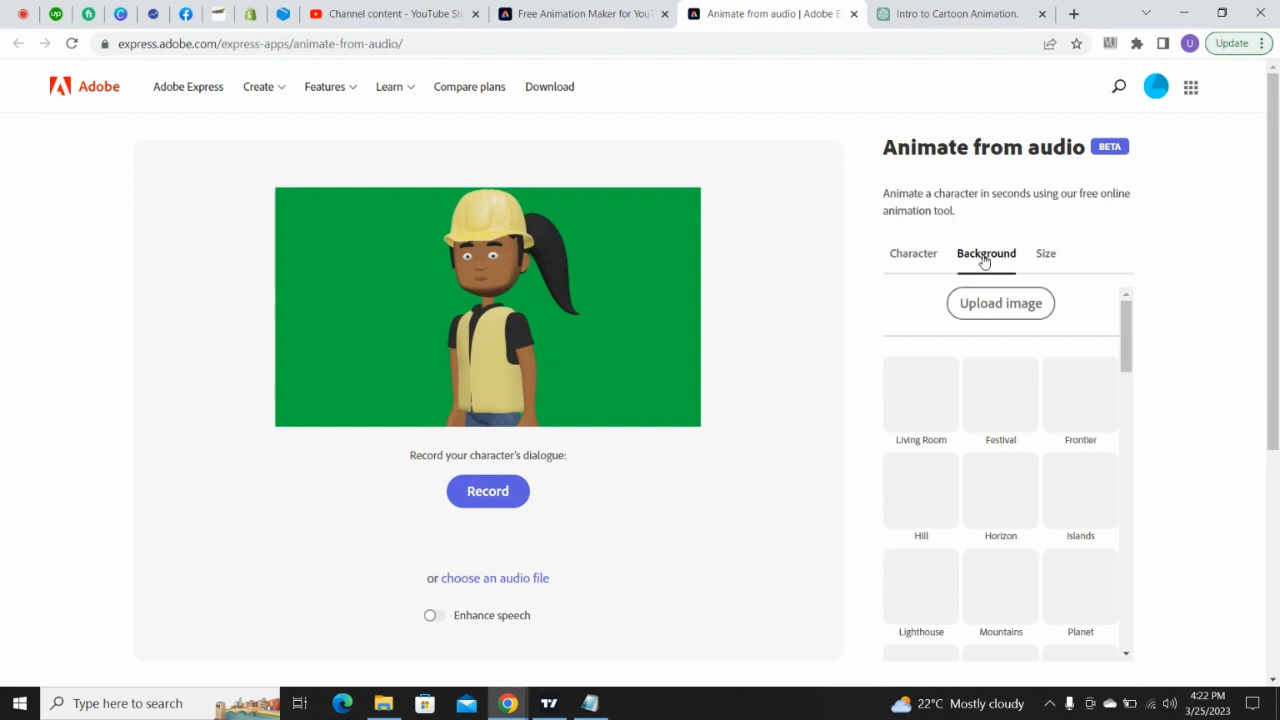 Channel content - YouTube St
Free Animation Maker for You
Animate from audio | Adobe E
Intro to Cartoon Animation.
express.adobe.com/express-apps/animate-from-audio/
U
Update
Adobe
Adobe Express
Create
Features
Learn
Compare plans
Download
Animate from audio
BETA
Animate a character in seconds using our free online
animation tool.
Character
Background
Size
Upload image
Living Room
Festival
Frontier
Hill
Horizon
Islands
Lighthouse
Mountains
Planet
Record your character's dialogue:
Record
or choose an audio file
Enhance speech
Type here to search
22°C Mostly cloudy
4:22 PM
3/25/2023